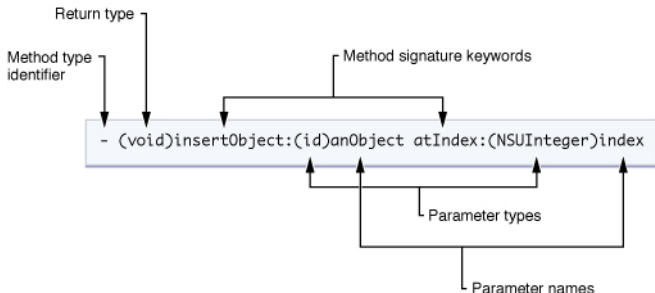 Return type
Method type
identifier
Method signature keywords
- (void)insertObject:(id)anObject atIndex:(NSUInteger)index
Parameter types
Parameter names